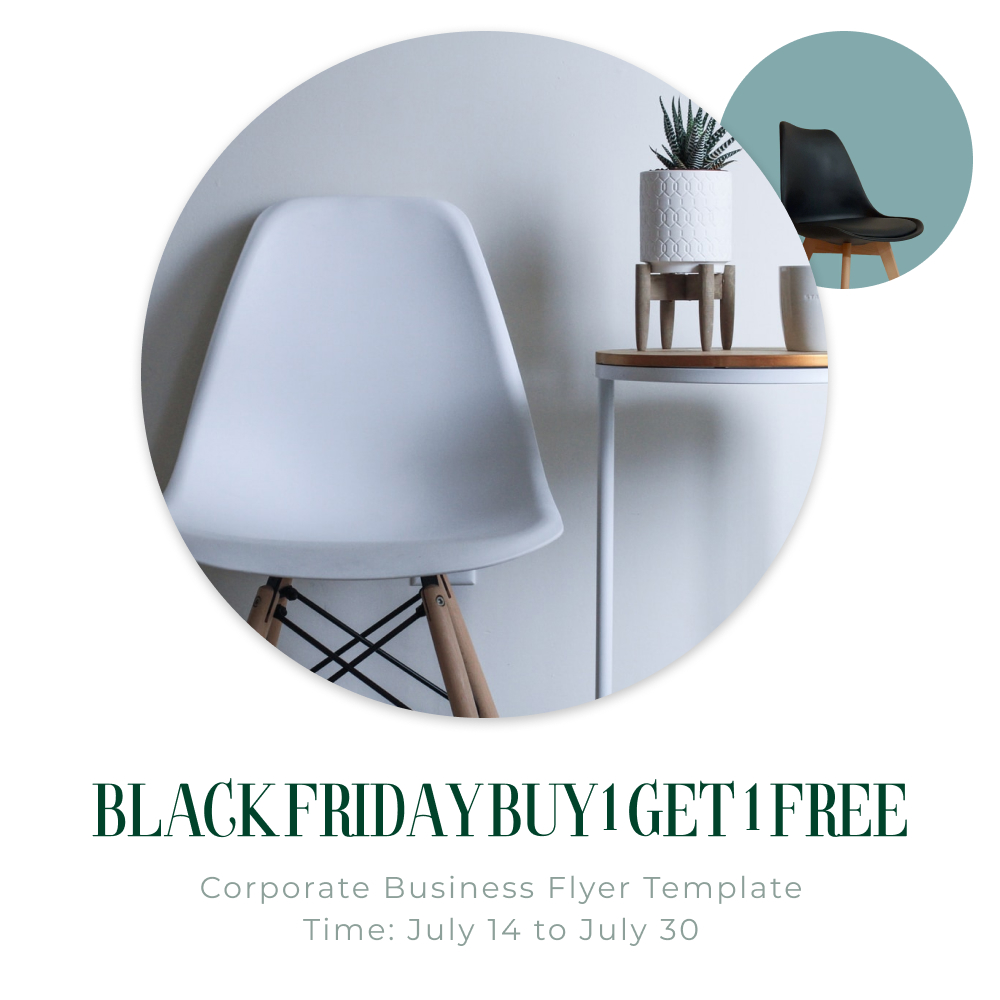 BLACK FRIDAY BUY 1 GET 1 FREE
Corporate Business Flyer Template
Time: July 14 to July 30